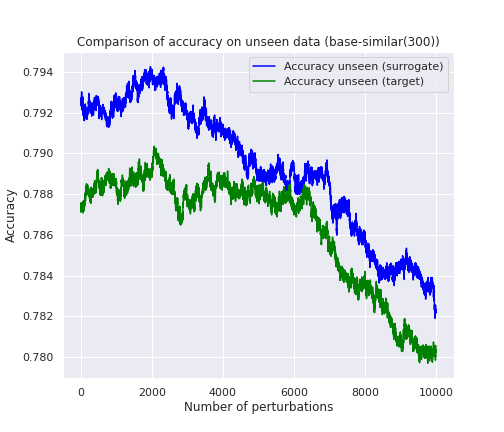 Comparison of accuracy on unseen data (base-similar(300))
Accuracy unseen (surrogate)
Accuracy unseen (target)
0.794
0.792
0.790
0.788
0.786
0.784
0.782
0.780
Accuracy
0 2000 4000 6000 8000 10000
Number of perturbations